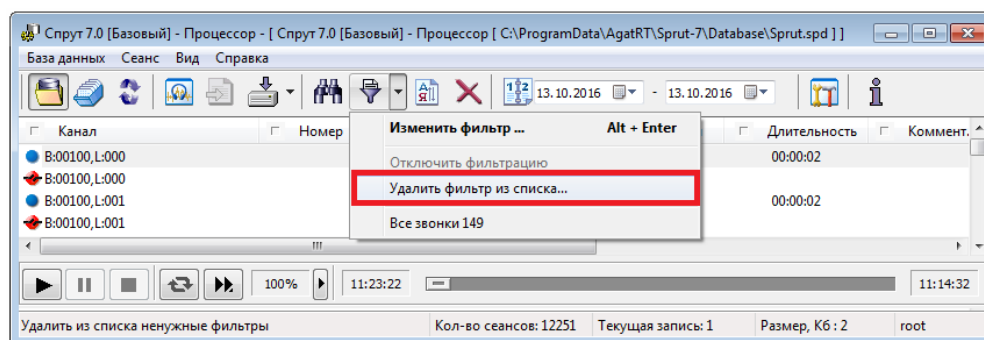 Спрут 7.0 [Базовый] - Процессор - [ Спрут 7.0 [Базовый] - Процессор [ C:\ProgramData\AgatRT\Sprut-7\Database\Sprut.spd ] ]
База данных Сеанс Вид Справка
А Я 1 2 13.10.2016 - 13.10.2016
Канал Номер Длительность Коммент.
Изменить фильтр ... Alt + Enter
B:00100,L:000 00:00:02
Отключить фильтрацию
B:00100,L:000
Удалить фильтр из списка...
B:00100,L:001 00:00:02
B:00100,L:001
Все звонки 149
100% 11:23:22 11:14:32
Удалить из списка ненужные фильтры Кол-во сеансов: 12251 Текущая запись: 1 Размер, Кб : 2 root